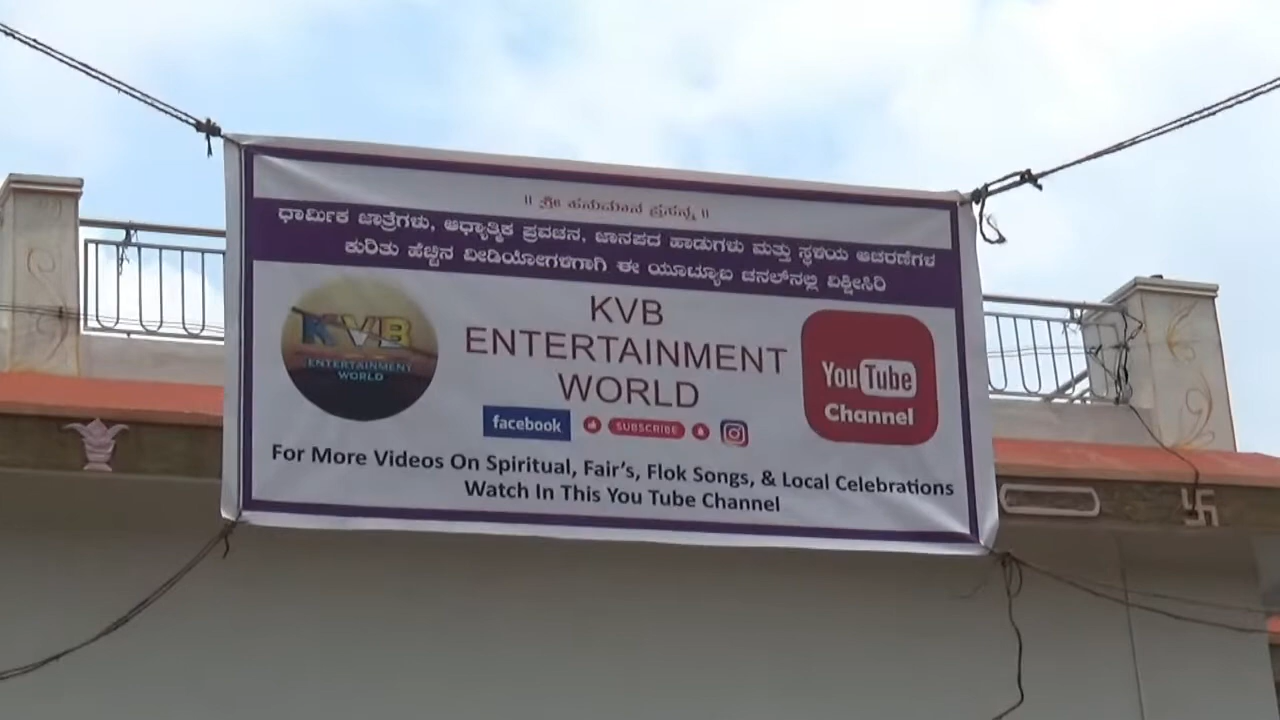 ॥ ಶ್ರೀ ಹನುಮಾನ ಪ್ರಸನ್ನ ॥
ಧಾರ್ಮಿಕ ಜಾತ್ರೆಗಳು, ಆಧ್ಯಾತ್ಮಿಕ ಪ್ರವಚನ, ಜಾನಪದ ಹಾಡುಗಳು ಮತ್ತು ಸ್ಥಳೀಯ ಆಚರಣೆಗಳ
ಕುರಿತು ಹೆಚ್ಚಿನ ವೀಡಿಯೋಗಳಿಗಾಗಿ ಈ ಯೂಟ್ಯೂಬ ಚನಲ್‌ನಲ್ಲಿ ವಿಕ್ಷೀಸಿರಿ
KVB
ENTERTAINMENT
WORLD
KVB
ENTERTAINMENT
WORLD
YouTube
Channel
facebook
SUBSCRIBE
For More Videos On Spiritual, Fair's, Flok Songs, & Local Celebrations
Watch In This You Tube Channel